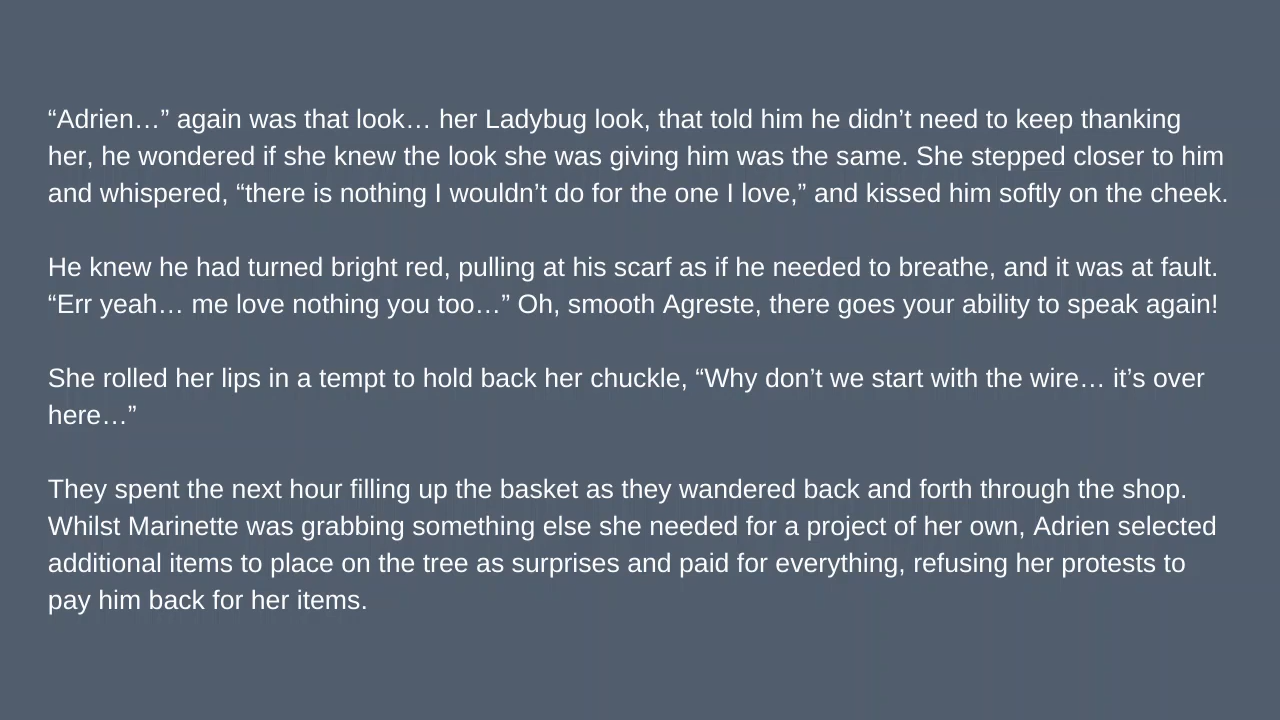 “Adrien…” again was that look… her Ladybug look, that told him he didn’t need to keep thanking
her, he wondered if she knew the look she was giving him was the same. She stepped closer to him
and whispered, “there is nothing I wouldn’t do for the one I love,” and kissed him softly on the cheek.
He knew he had turned bright red, pulling at his scarf as if he needed to breathe, and it was at fault.
“Err yeah… me love nothing you too…” Oh, smooth Agreste, there goes your ability to speak again!
She rolled her lips in a tempt to hold back her chuckle, “Why don’t we start with the wire… it’s over
here…”
They spent the next hour filling up the basket as they wandered back and forth through the shop.
Whilst Marinette was grabbing something else she needed for a project of her own, Adrien selected
additional items to place on the tree as surprises and paid for everything, refusing her protests to
pay him back for her items.